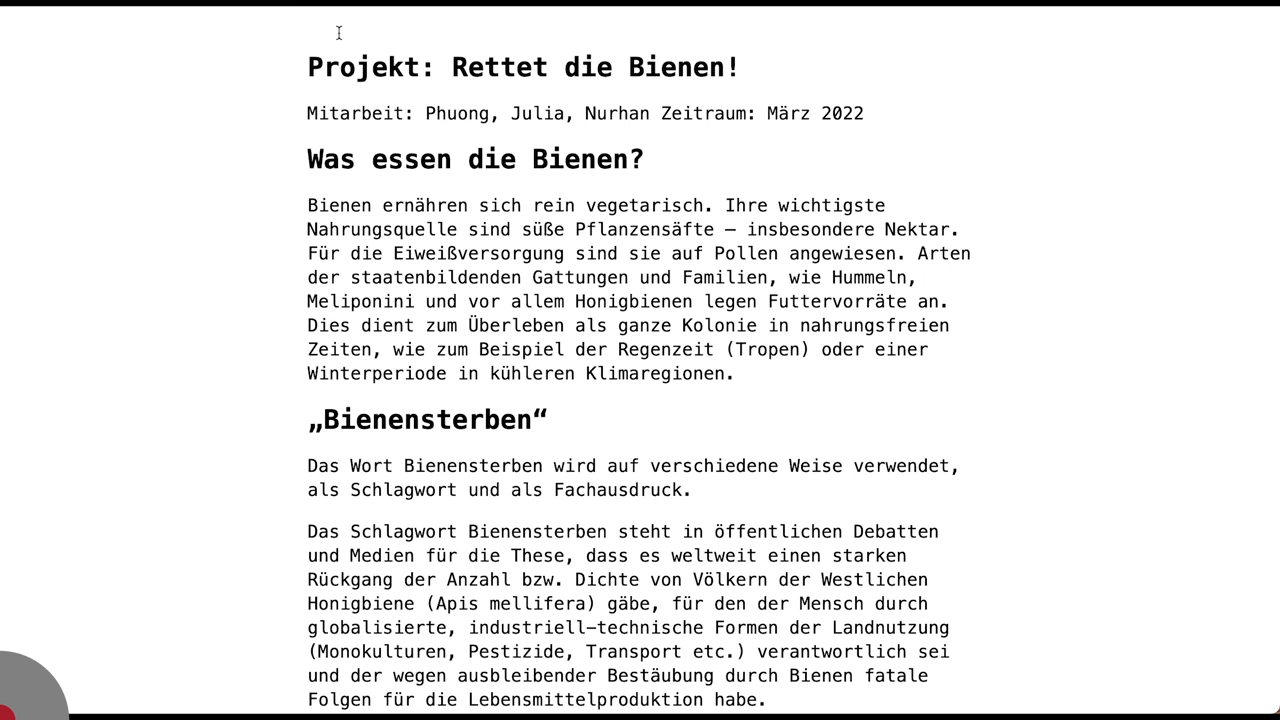 Projekt: Rettet die Bienen!
Mitarbeit: Phuong, Julia, Nurhan Zeitraum: März 2022
Was essen die Bienen?
Bienen ernähren sich rein vegetarisch. Ihre wichtigste
Nahrungsquelle sind süße Pflanzensäfte – insbesondere Nektar.
Für die Eiweißversorgung sind sie auf Pollen angewiesen. Arten
der staatenbildenden Gattungen und Familien, wie Hummeln,
Meliponini und vor allem Honigbienen legen Futtervorräte an.
Dies dient zum Überleben als ganze Kolonie in nahrungsfreien
Zeiten, wie zum Beispiel der Regenzeit (Tropen) oder einer
Winterperiode in kühleren Klimaregionen.
„Bienensterben“
Das Wort Bienensterben wird auf verschiedene Weise verwendet,
als Schlagwort und als Fachausdruck.
Das Schlagwort Bienensterben steht in öffentlichen Debatten
und Medien für die These, dass es weltweit einen starken
Rückgang der Anzahl bzw. Dichte von Völkern der Westlichen
Honigbiene (Apis mellifera) gäbe, für den der Mensch durch
globalisierte, industriell-technische Formen der Landnutzung
(Monokulturen, Pestizide, Transport etc.) verantwortlich sei
und der wegen ausbleibender Bestäubung durch Bienen fatale
Folgen für die Lebensmittelproduktion habe.